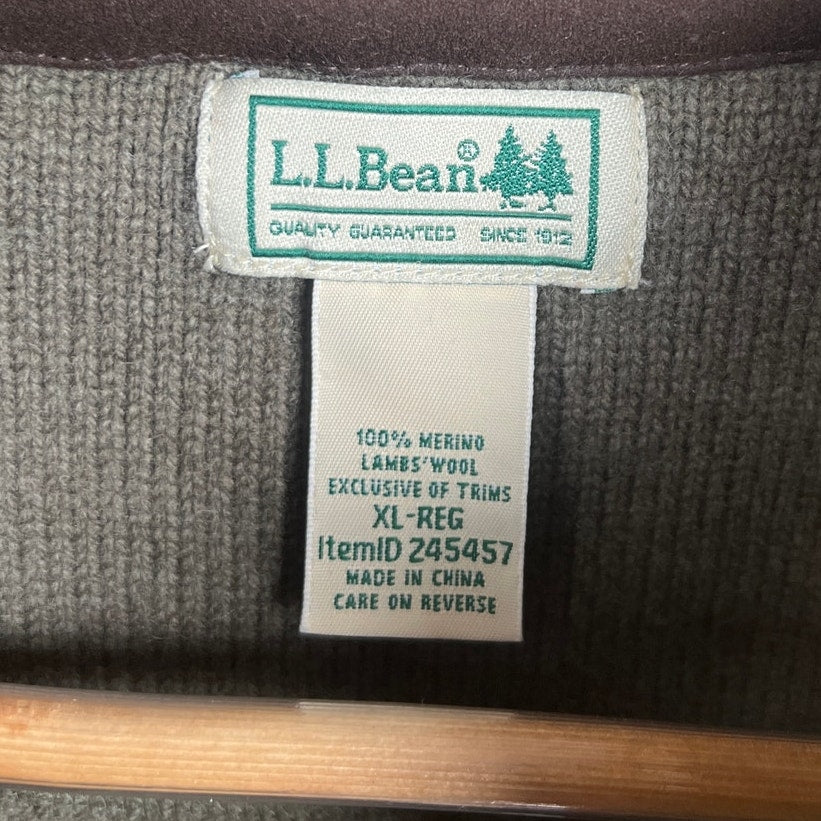 L.L.Bean®
QUALITY GUARANTEED SINCE 1912
100% MERINO
LAMBS' WOOL
EXCLUSIVE OF TRIMS
XL-REG
ItemID 245457
MADE IN CHINA
CARE ON REVERSE